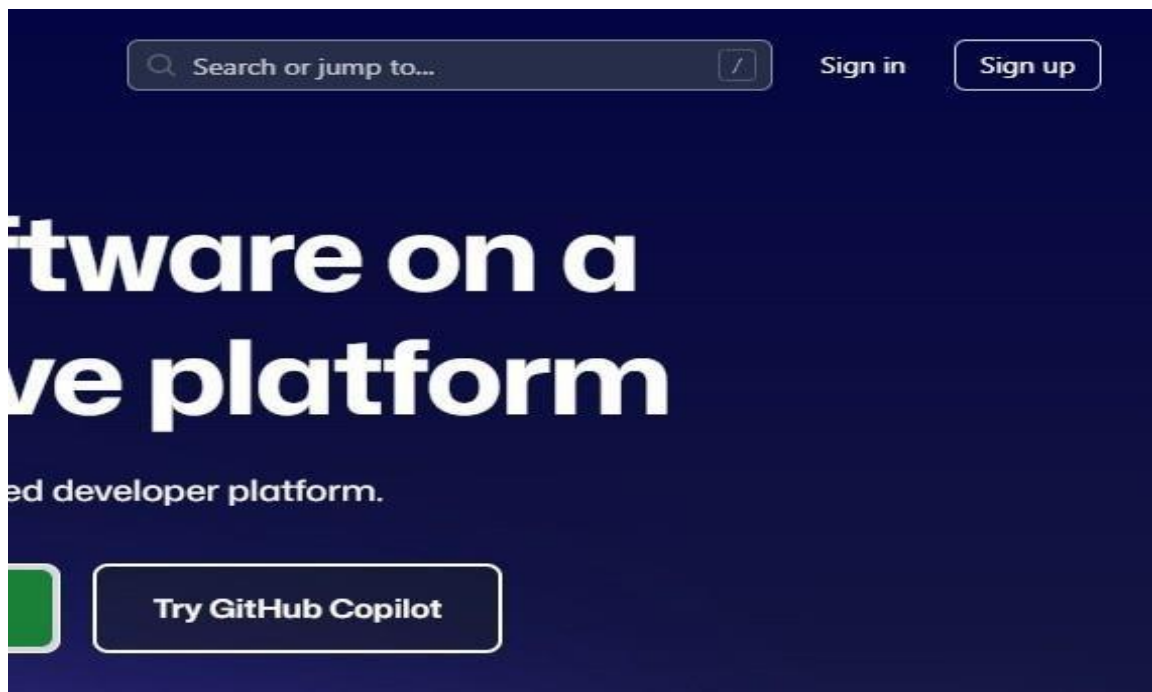 Search or jump to... /
Sign in
Sign up
ftware on a
ve platform
ed developer platform.
Try GitHub Copilot